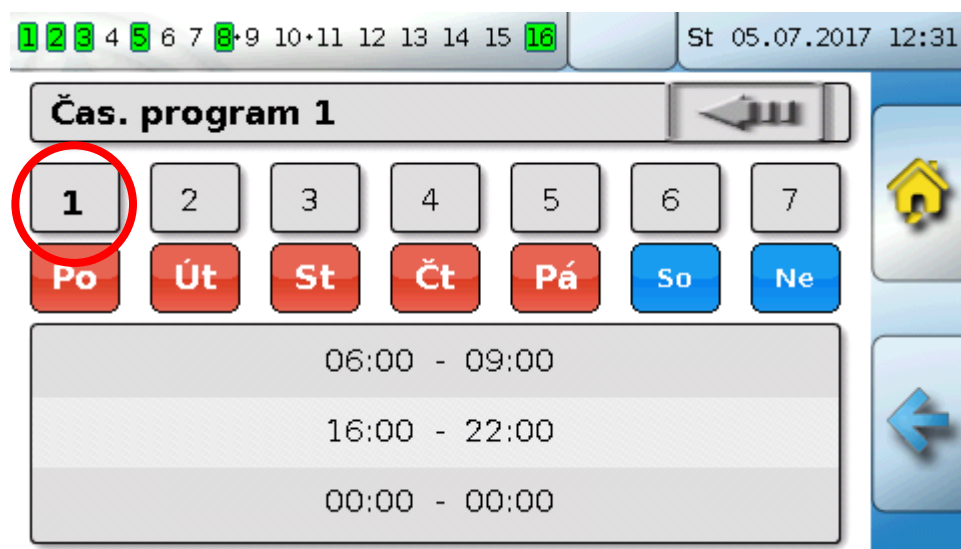 1 2 3 4 5 6 7 8+9 10+11 12 13 14 15 16 St 05.07.2017 12:31
Čas. program 1
1 2 3 4 5 6 7
Po Út St Čt Pá So Ne
06:00 - 09:00
16:00 - 22:00
00:00 - 00:00